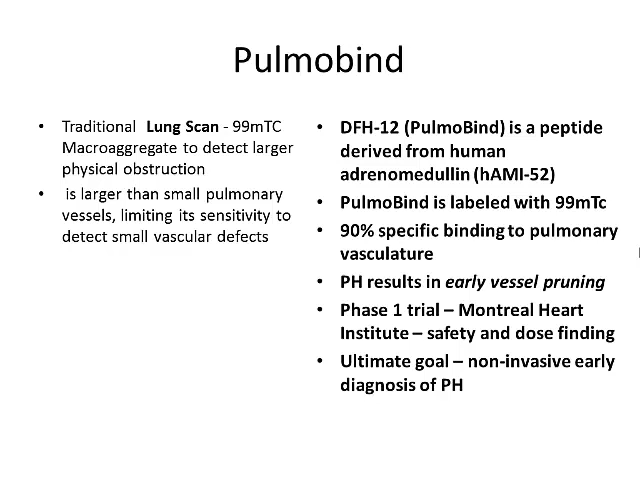 Pulmobind
• Traditional Lung Scan - 99mTC
Macroaggregate to detect larger
physical obstruction
• is larger than small pulmonary
vessels, limiting its sensitivity to
detect small vascular defects
• DFH-12 (PulmoBind) is a peptide
derived from human
adrenomedullin (hAMI-52)
• PulmoBind is labeled with 99mTc
• 90% specific binding to pulmonary
vasculature
• PH results in early vessel pruning
• Phase 1 trial – Montreal Heart
Institute – safety and dose finding
• Ultimate goal – non-invasive early
diagnosis of PH